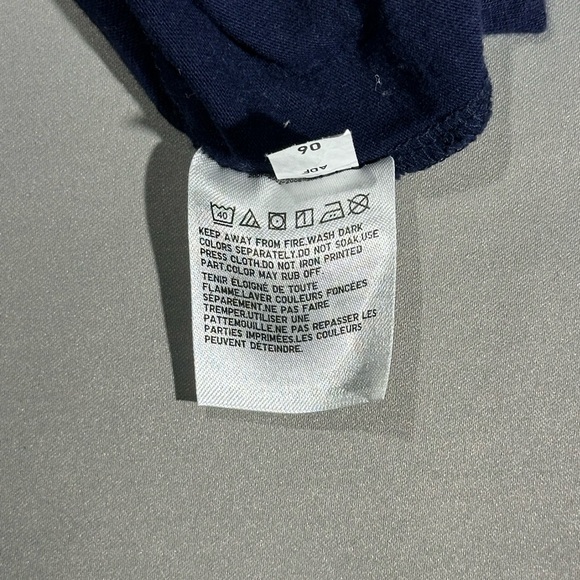 06
ADF
40
KEEP AWAY FROM FIRE.WASH DARK
COLORS SEPARATELY.DO NOT SOAK.USE
PRESS CLOTH.DO NOT IRON PRINTED
PART.COLOR MAY RUB OFF.
TENIR ÉLOIGNÉ DE TOUTE
FLAMME.LAVER COULEURS FONCÉES
SÉPARÉMENT.NE PAS FAIRE
TREMPER.UTILISER UNE
PATTEMOUILLE.NE PAS REPASSER LES
PARTIES IMPRIMÉES.LES COULEURS
PEUVENT DÉTEINDRE.